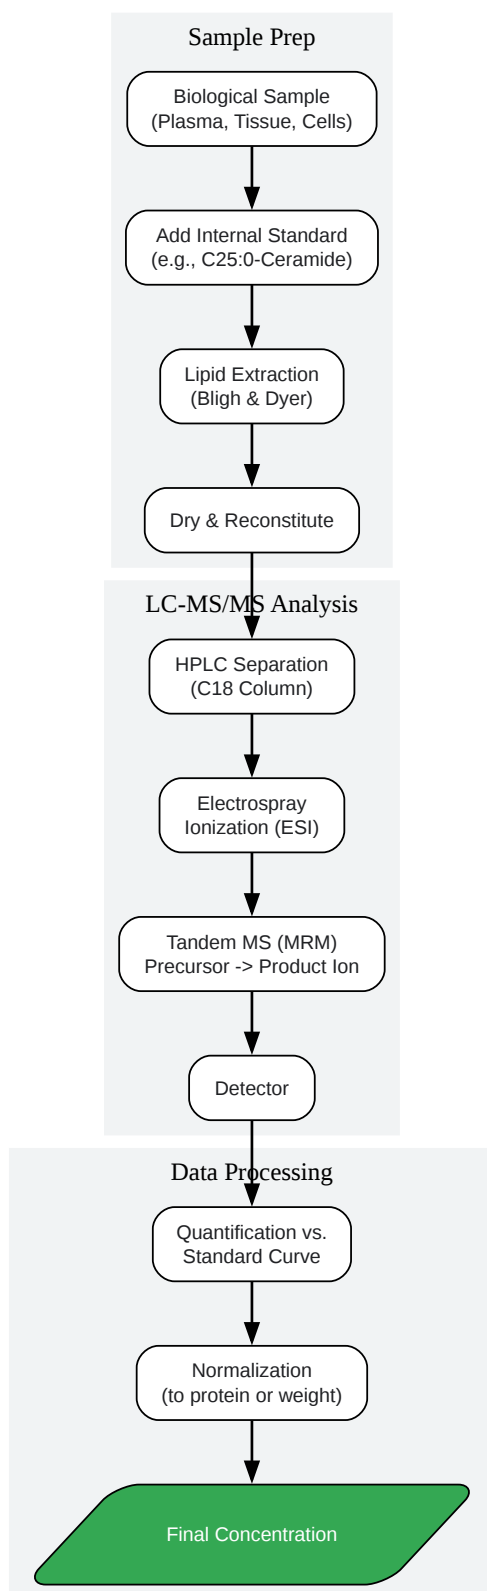 Sample Prep
Biological Sample
(Plasma, Tissue, Cells)
Add Internal Standard
(e.g., C25:0-Ceramide)
Lipid Extraction
(Bligh & Dyer)
Dry & Reconstitute
LC-MS/MS Analysis
HPLC Separation
(C18 Column)
Electrospray
Ionization (ESI)
Tandem MS (MRM)
Precursor -> Product Ion
Detector
Data Processing
Quantification vs.
Standard Curve
Normalization
(to protein or weight)
Final Concentration